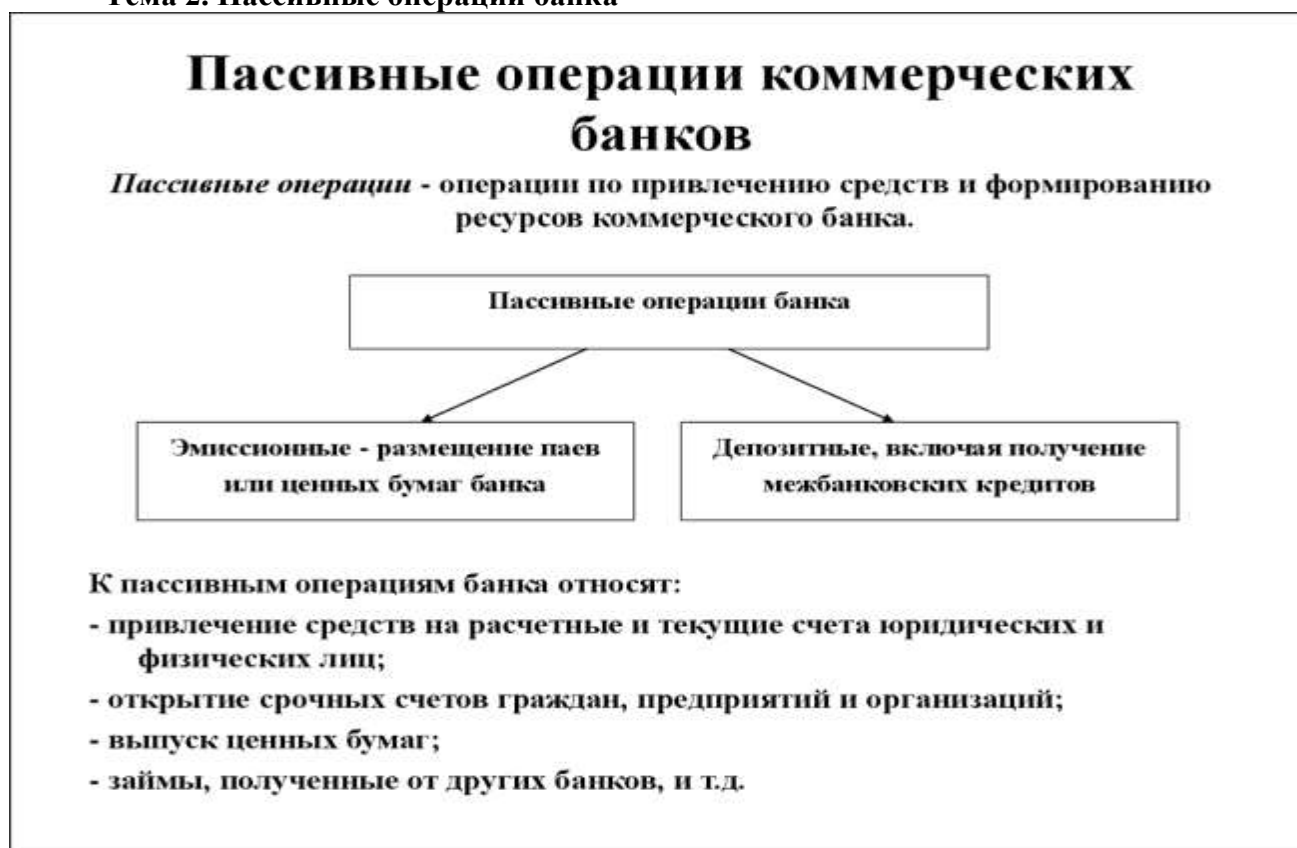 Тема 2. Пассивные операции банка
Пассивные операции коммерческих
банков
Пассивные операции - операции по привлечению средств и формированию
ресурсов коммерческого банка.
Пассивные операции банка
Эмиссионные - размещение паев
или ценных бумаг банка
Депозитные, включая получение
межбанковских кредитов
К пассивным операциям банка относят:
- привлечение средств на расчетные и текущие счета юридических и
физических лиц;
- открытие срочных счетов граждан, предприятий и организаций;
- выпуск ценных бумаг;
- займы, полученные от других банков, и т.д.